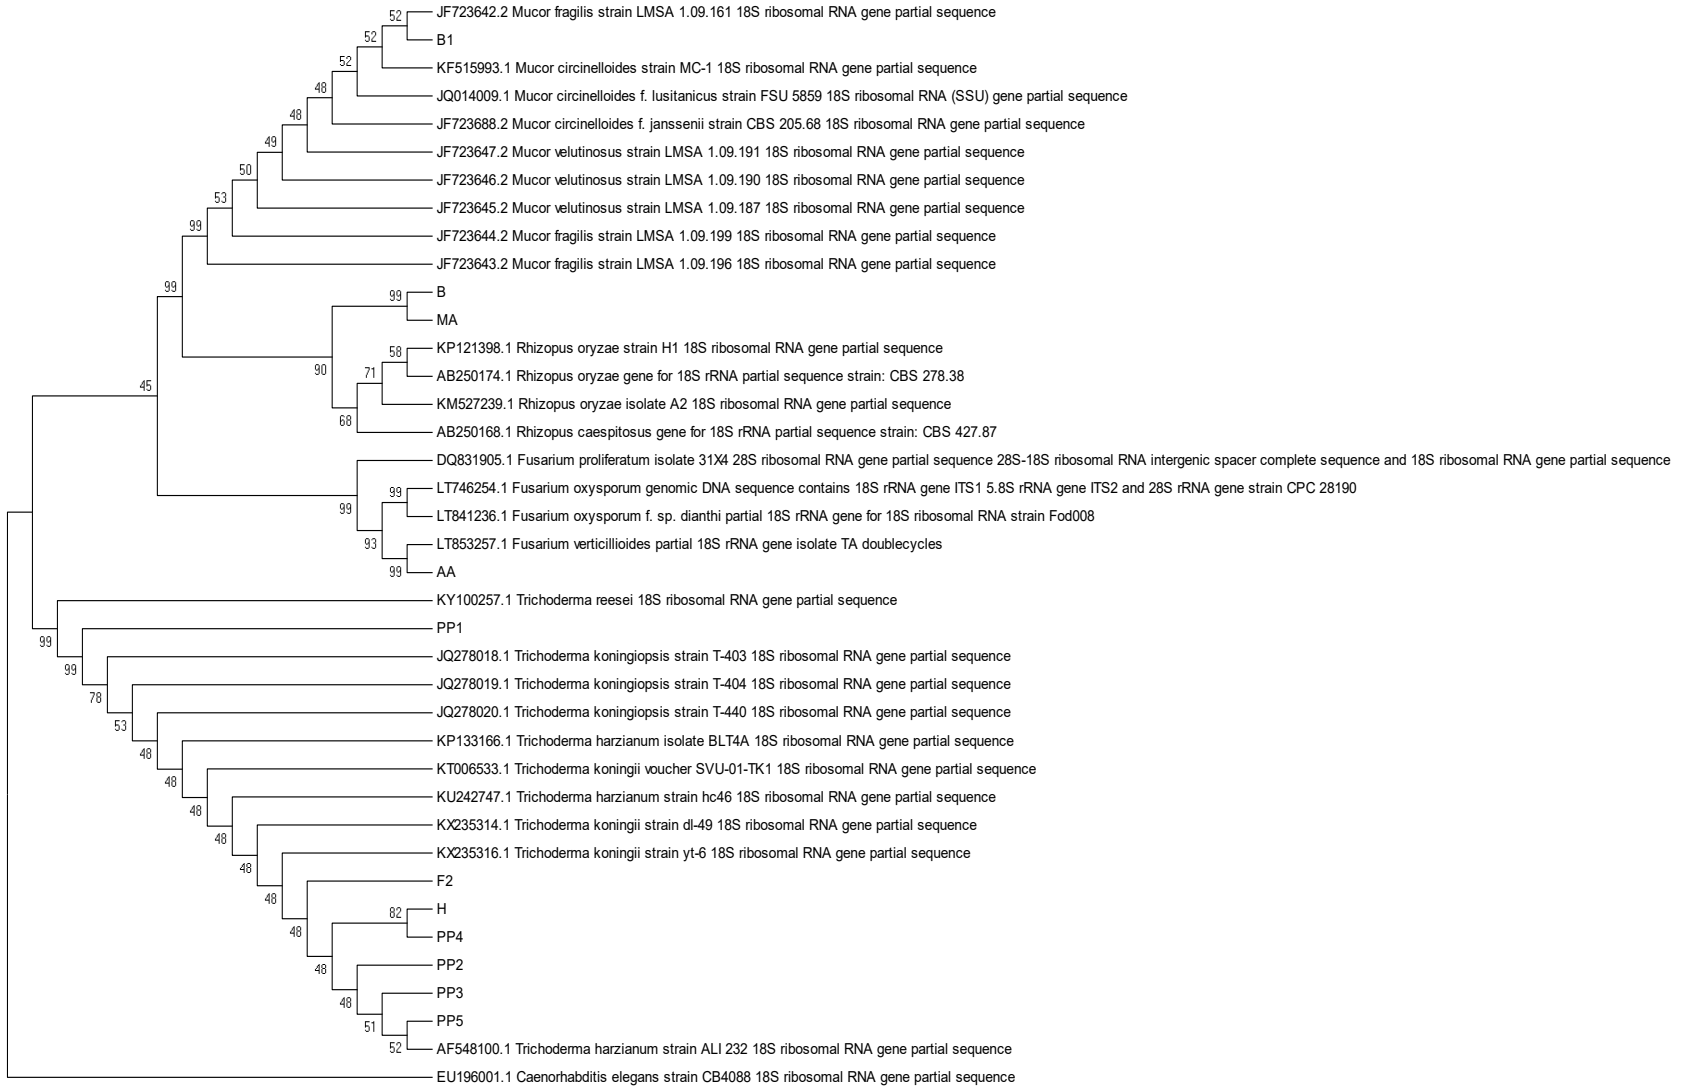 52 JF723642.2 Mucor fragilis strain LMSA 1.09.161 18S ribosomal RNA gene partial sequence
52 B1
52 KF515993.1 Mucor circinelloides strain MC-1 18S ribosomal RNA gene partial sequence
48 JQ014009.1 Mucor circinelloides f. lusitanicus strain FSU 5859 18S ribosomal RNA (SSU) gene partial sequence
48 JF723688.2 Mucor circinelloides f. janssenii strain CBS 205.68 18S ribosomal RNA gene partial sequence
49 JF723647.2 Mucor velutinosus strain LMSA 1.09.191 18S ribosomal RNA gene partial sequence
50 JF723646.2 Mucor velutinosus strain LMSA 1.09.190 18S ribosomal RNA gene partial sequence
53 JF723645.2 Mucor velutinosus strain LMSA 1.09.187 18S ribosomal RNA gene partial sequence
99 JF723644.2 Mucor fragilis strain LMSA 1.09.199 18S ribosomal RNA gene partial sequence
JF723643.2 Mucor fragilis strain LMSA 1.09.196 18S ribosomal RNA gene partial sequence
99
99 B
MA
58 KP121398.1 Rhizopus oryzae strain H1 18S ribosomal RNA gene partial sequence
90 71 AB250174.1 Rhizopus oryzae gene for 18S rRNA partial sequence strain: CBS 278.38
45 KM527239.1 Rhizopus oryzae isolate A2 18S ribosomal RNA gene partial sequence
68 AB250168.1 Rhizopus caespitosus gene for 18S rRNA partial sequence strain: CBS 427.87
DQ831905.1 Fusarium proliferatum isolate 31X4 28S ribosomal RNA gene partial sequence 28S-18S ribosomal RNA intergenic spacer complete sequence and 18S ribosomal RNA gene partial sequence
99 LT746254.1 Fusarium oxysporum genomic DNA sequence contains 18S rRNA gene ITS1 5.8S rRNA gene ITS2 and 28S rRNA gene strain CPC 28190
99 LT841236.1 Fusarium oxysporum f. sp. dianthi partial 18S rRNA gene for 18S ribosomal RNA strain Fod008
93 LT853257.1 Fusarium verticillioides partial 18S rRNA gene isolate TA doublecycles
99 AA
KY100257.1 Trichoderma reesei 18S ribosomal RNA gene partial sequence
99 PP1
99 JQ278018.1 Trichoderma koningiopsis strain T-403 18S ribosomal RNA gene partial sequence
78 JQ278019.1 Trichoderma koningiopsis strain T-404 18S ribosomal RNA gene partial sequence
53 JQ278020.1 Trichoderma koningiopsis strain T-440 18S ribosomal RNA gene partial sequence
48 KP133166.1 Trichoderma harzianum isolate BLT4A 18S ribosomal RNA gene partial sequence
48 KT006533.1 Trichoderma koningii voucher SVU-01-TK1 18S ribosomal RNA gene partial sequence
48 KU242747.1 Trichoderma harzianum strain hc46 18S ribosomal RNA gene partial sequence
48 KX235314.1 Trichoderma koningii strain dl-49 18S ribosomal RNA gene partial sequence
48 KX235316.1 Trichoderma koningii strain yt-6 18S ribosomal RNA gene partial sequence
48 F2
82 H
48 PP4
48 PP2
48 PP3
51 PP5
52 AF548100.1 Trichoderma harzianum strain ALI 232 18S ribosomal RNA gene partial sequence
EU196001.1 Caenorhabditis elegans strain CB4088 18S ribosomal RNA gene partial sequence